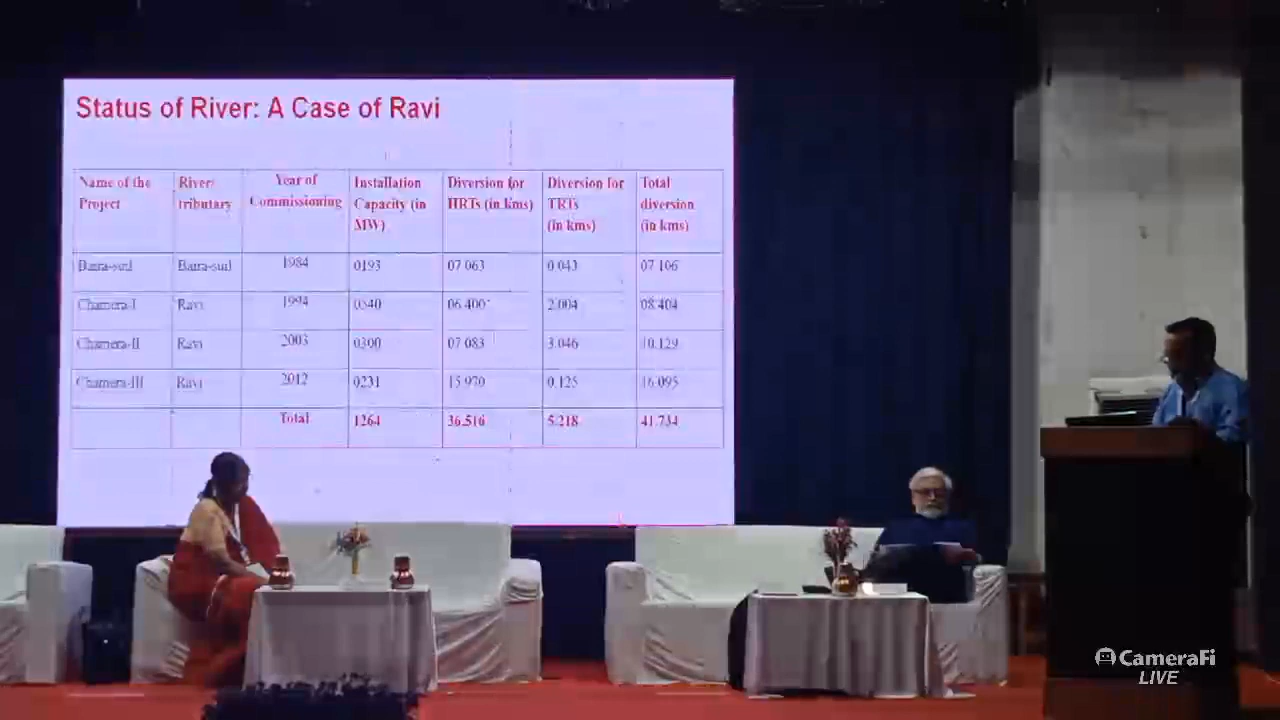 Status of River: A Case of Ravi
Name of the Project River/ tributary Year of Commissioning Installation Capacity (in MW) Diversion for HRTs (in kms) Diversion for TRTs (in kms) Total diversion (in kms)
Baira-suil Baira-suil 1984 0193 07.063 0.043 07.106
Chamera-I Ravi 1994 0540 06.400 2.004 08.404
Chamera-II Ravi 2003 0300 07.083 3.046 10.129
Chamera-III Ravi 2012 0231 15.970 0.125 16.095
Total 1264 36.516 5.218 41.734
CameraFi
LIVE